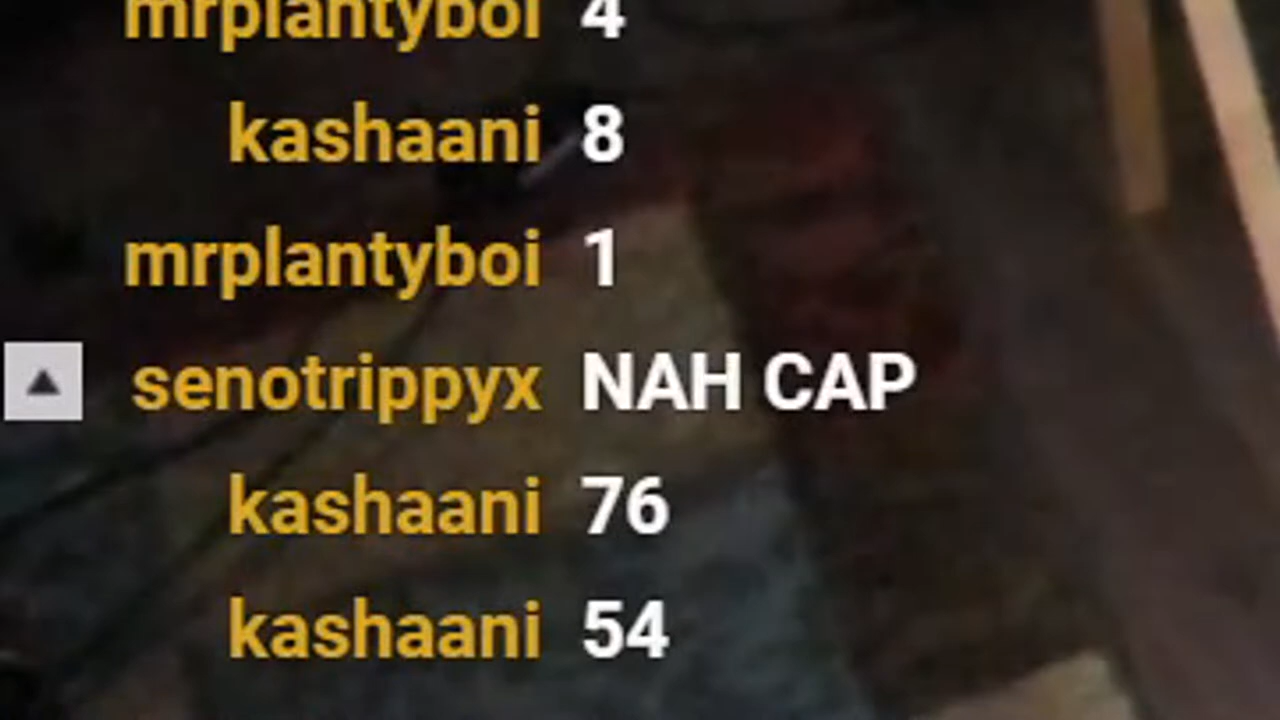 mrplantyboi 4
kashaani 8
mrplantyboi 1
senotrippyx NAH CAP
kashaani 76
kashaani 54